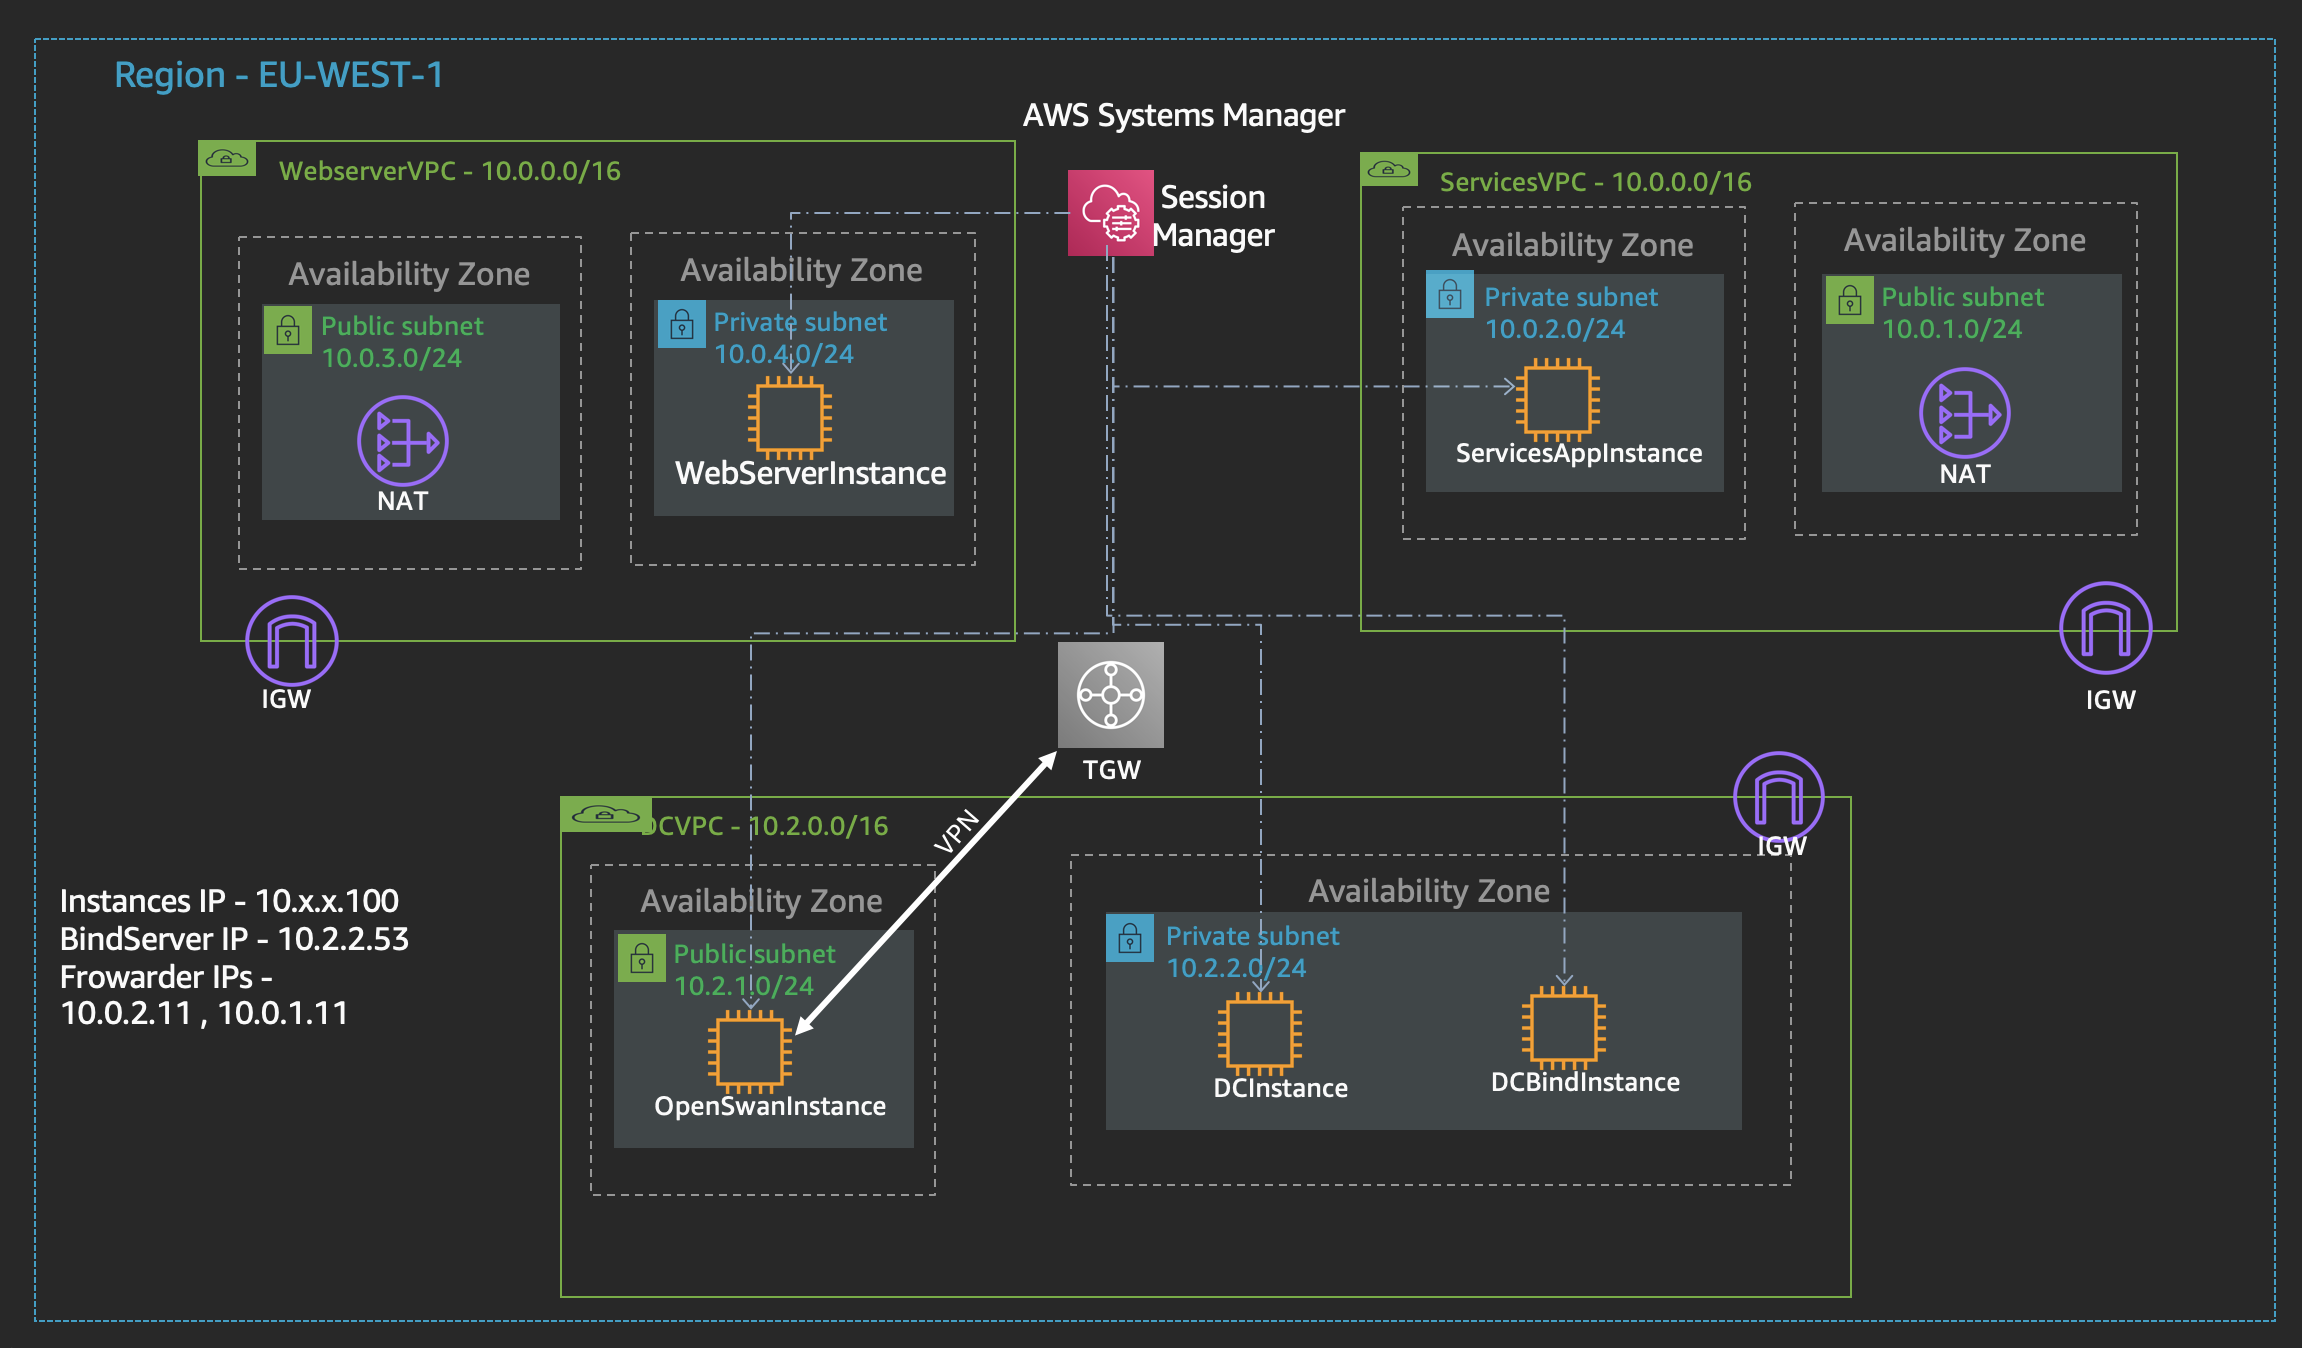 Region - EU-WEST-1
AWS Systems Manager
WebserverVPC - 10.0.0.0/16
Session
Manager
ServicesVPC - 10.0.0.0/16
Availability Zone
Public subnet
10.0.3.0/24
NAT
Availability Zone
Private subnet
10.0.4.0/24
WebServerInstance
IGW
Availability Zone
Private subnet
10.0.2.0/24
ServicesAppInstance
Availability Zone
Public subnet
10.0.1.0/24
NAT
IGW
TGW
VPN
DCVPC - 10.2.0.0/16
IGW
Availability Zone
Public subnet
10.2.1.0/24
OpenSwanInstance
Availability Zone
Private subnet
10.2.2.0/24
DCInstance
DCBindInstance
Instances IP - 10.x.x.100
BindServer IP - 10.2.2.53
Frowarder IPs -
10.0.2.11 , 10.0.1.11